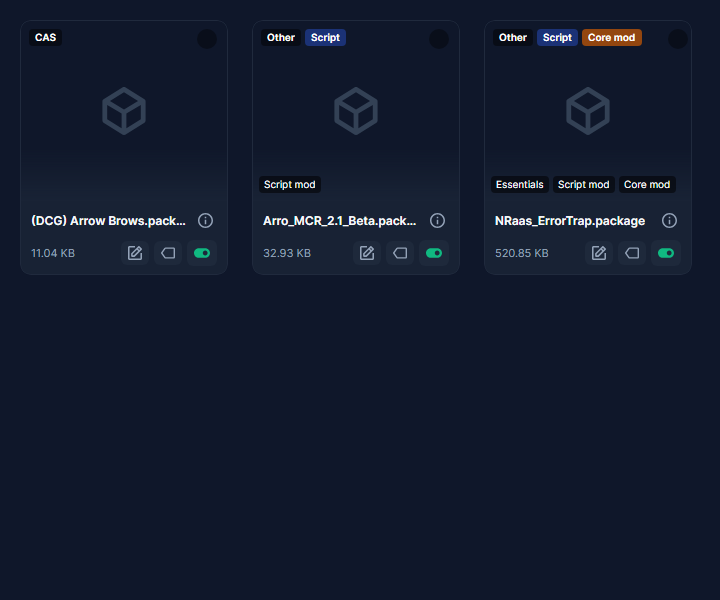 CAS
Other Script
Other Script Core mod
Script mod
Essentials Script mod Core mod
(DCG) Arrow Brows.pack...
Arro_MCR_2.1_Beta.pack...
NRaas_ErrorTrap.package
11.04 KB
32.93 KB
520.85 KB